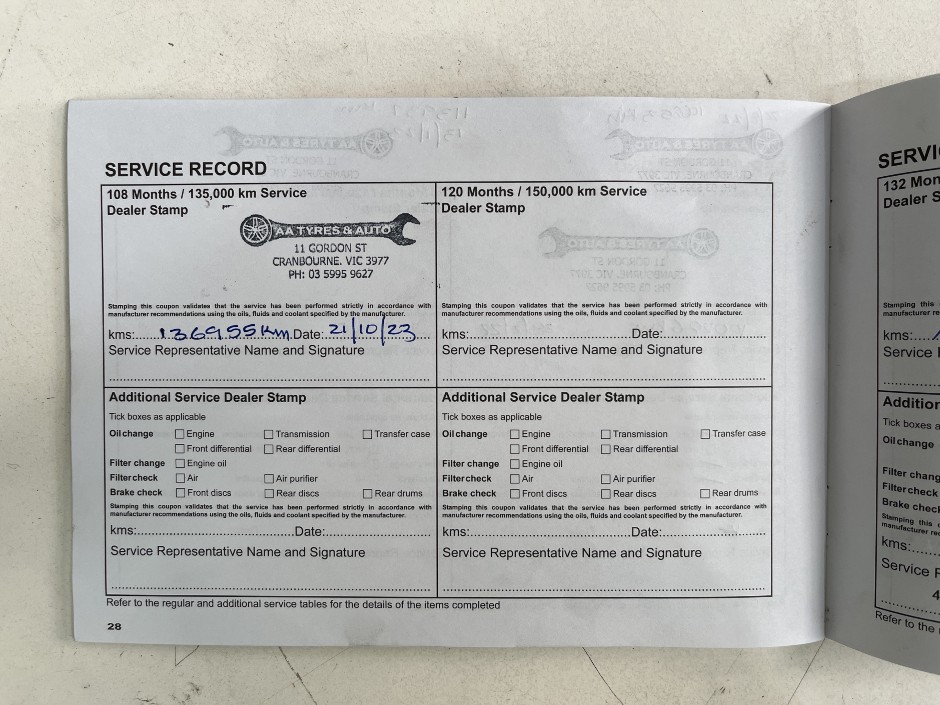 SERVICE RECORD
108 Months / 135,000 km Service
Dealer Stamp
AA TYRES & AUTO
11 GORDON ST
CRANBOURNE. VIC 3977
PH: 03 5995 9627
Stamping this coupon validates that the service has been performed strictly in accordance with
manufacturer recommendations using the oils, fluids and coolant specified by the manufacturer.
kms:......136955km Date: 21/10/23
Service Representative Name and Signature
Additional Service Dealer Stamp
Tick boxes as applicable
Oil change Engine Transmission Transfer case
Front differential Rear differential
Filter change Engine oil
Filter check Air Air purifier
Brake check Front discs Rear discs Rear drums
Stamping this coupon validates that the service has been performed strictly in accordance with
manufacturer recommendations using the oils, fluids and coolant specified by the manufacturer.
kms: Date:
Service Representative Name and Signature
120 Months / 150,000 km Service
Dealer Stamp
Stamping this coupon validates that the service has been performed strictly in accordance with
manufacturer recommendations using the oils, fluids and coolant specified by the manufacturer.
kms: Date:
Service Representative Name and Signature
Additional Service Dealer Stamp
Tick boxes as applicable
Oil change Engine Transmission Transfer case
Front differential Rear differential
Filter change Engine oil
Filter check Air Air purifier
Brake check Front discs Rear discs Rear drums
Stamping this coupon validates that the service has been performed strictly in accordance with
manufacturer recommendations using the oils, fluids and coolant specified by the manufacturer.
kms: Date:
Service Representative Name and Signature
Refer to the regular and additional service tables for the details of the items completed
28
132
Dealer
Stamping this
kms:
Service
Tick boxes
Oil change
Filter
Filter check
Brake
Stamping this
kms:
Service
Refer to the